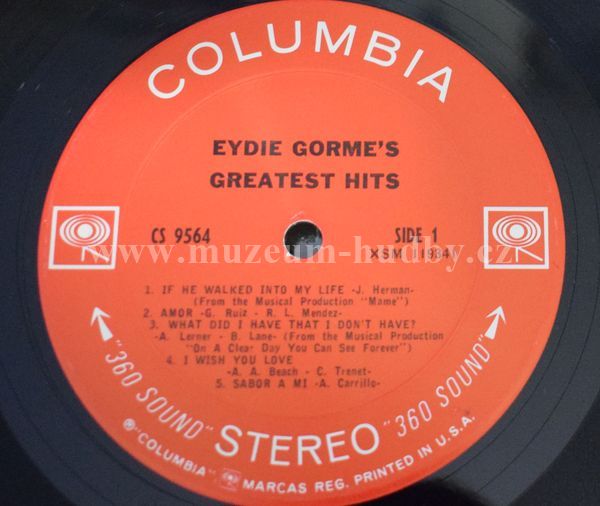 COLUMBIA
EYDIE GORME'S
GREATEST HITS
CS 9564
SIDE 1
XSM 11934
www.muzeum-hudby.cz
1. IF HE WALKED INTO MY LIFE -J. Herman-
(From the Musical Production "Mame")
2. AMOR -G. Ruiz - R. L. Mendez-
3. WHAT DID I HAVE THAT I DON'T HAVE?
-A. Lerner - B. Lane- (From the Musical Production
"On A Clear Day You Can See Forever")
4. I WISH YOU LOVE
-A. A. Beach - C. Trenet-
5. SABOR A MI -A. Carrillo-
"360 SOUND" STEREO "360 SOUND"
Ⓟ"COLUMBIA" MARCAS REG. PRINTED IN U.S.A.